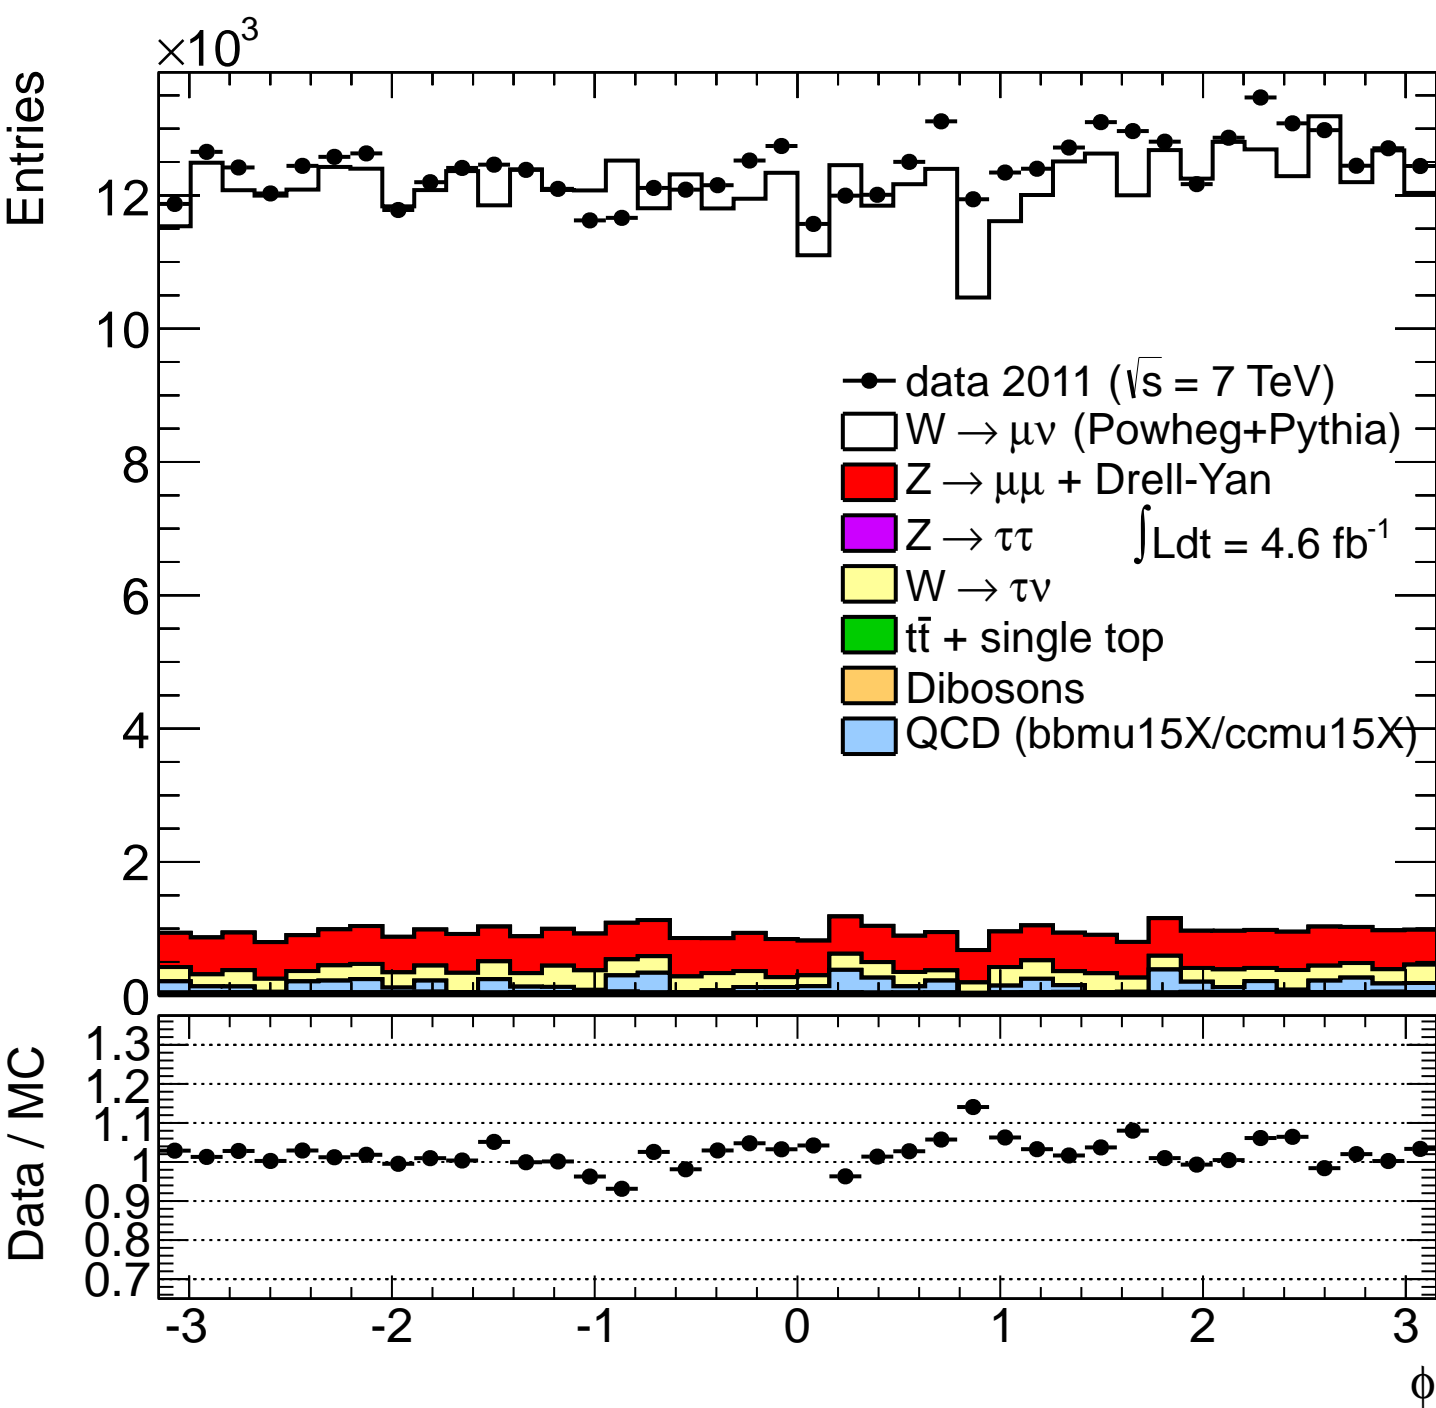 ×10³
Entries
12
10
8
6
4
2
0
data 2011 (√s = 7 TeV)
W → μν (Powheg+Pythia)
Z → μμ + Drell-Yan
Z → ττ
∫Ldt = 4.6 fb⁻¹
W → τν
tt̄ + single top
Dibosons
QCD (bbmu15X/ccmu15X)
Data / MC
1.3
1.2
1.1
1
0.9
0.8
0.7
-3 -2 -1 0 1 2 3
ϕ